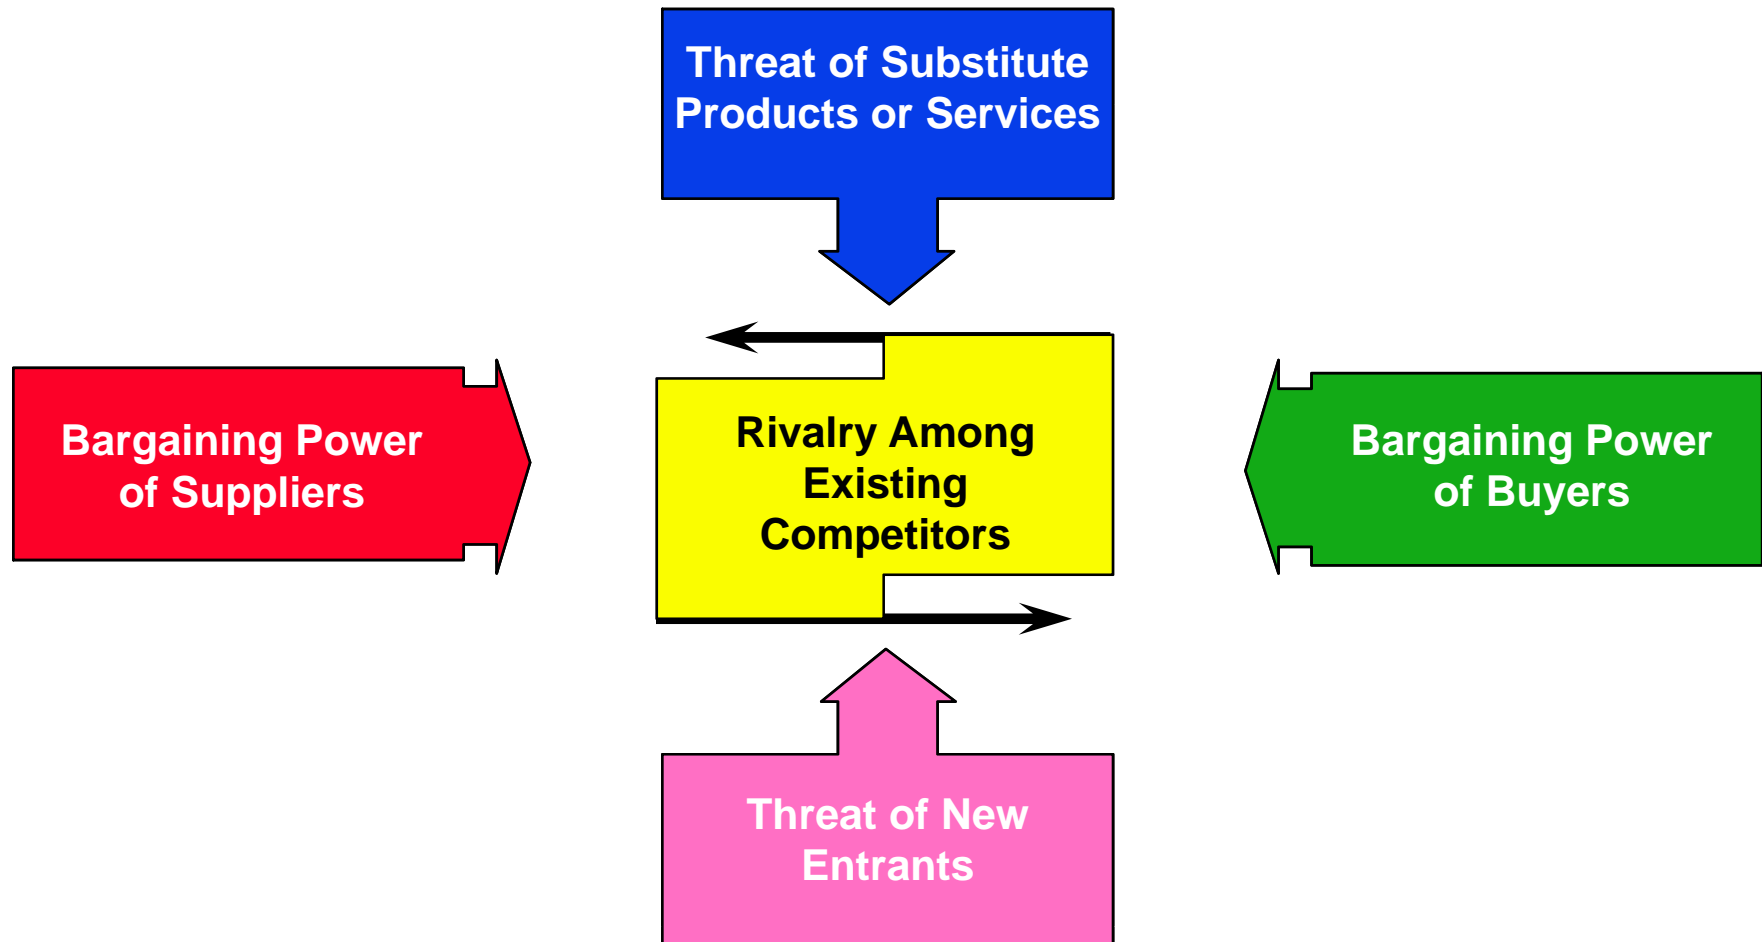 Threat of Substitute
Products or Services
Bargaining Power
of Suppliers
Rivalry Among
Existing
Competitors
Bargaining Power
of Buyers
Threat of New
Entrants